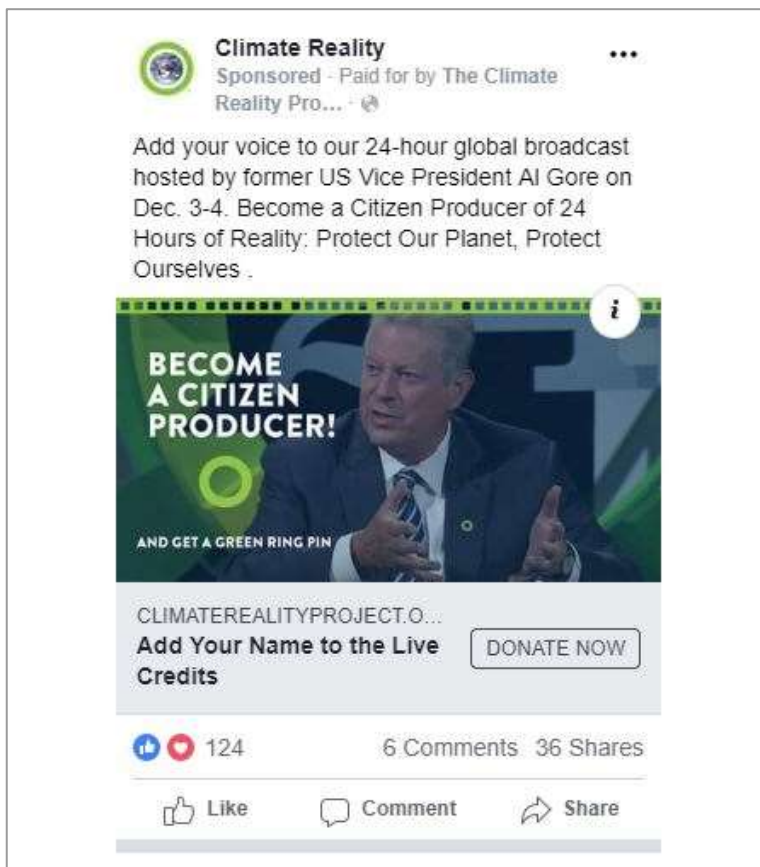 Climate Reality
Sponsored · Paid for by The Climate
Reality Pro... ·
Add your voice to our 24-hour global broadcast
hosted by former US Vice President Al Gore on
Dec. 3-4. Become a Citizen Producer of 24
Hours of Reality: Protect Our Planet, Protect
Ourselves .
i
BECOME
A CITIZEN
PRODUCER!
AND GET A GREEN RING PIN
CLIMATEREALITYPROJECT.O...
Add Your Name to the Live
Credits
DONATE NOW
124 6 Comments 36 Shares
Like Comment Share